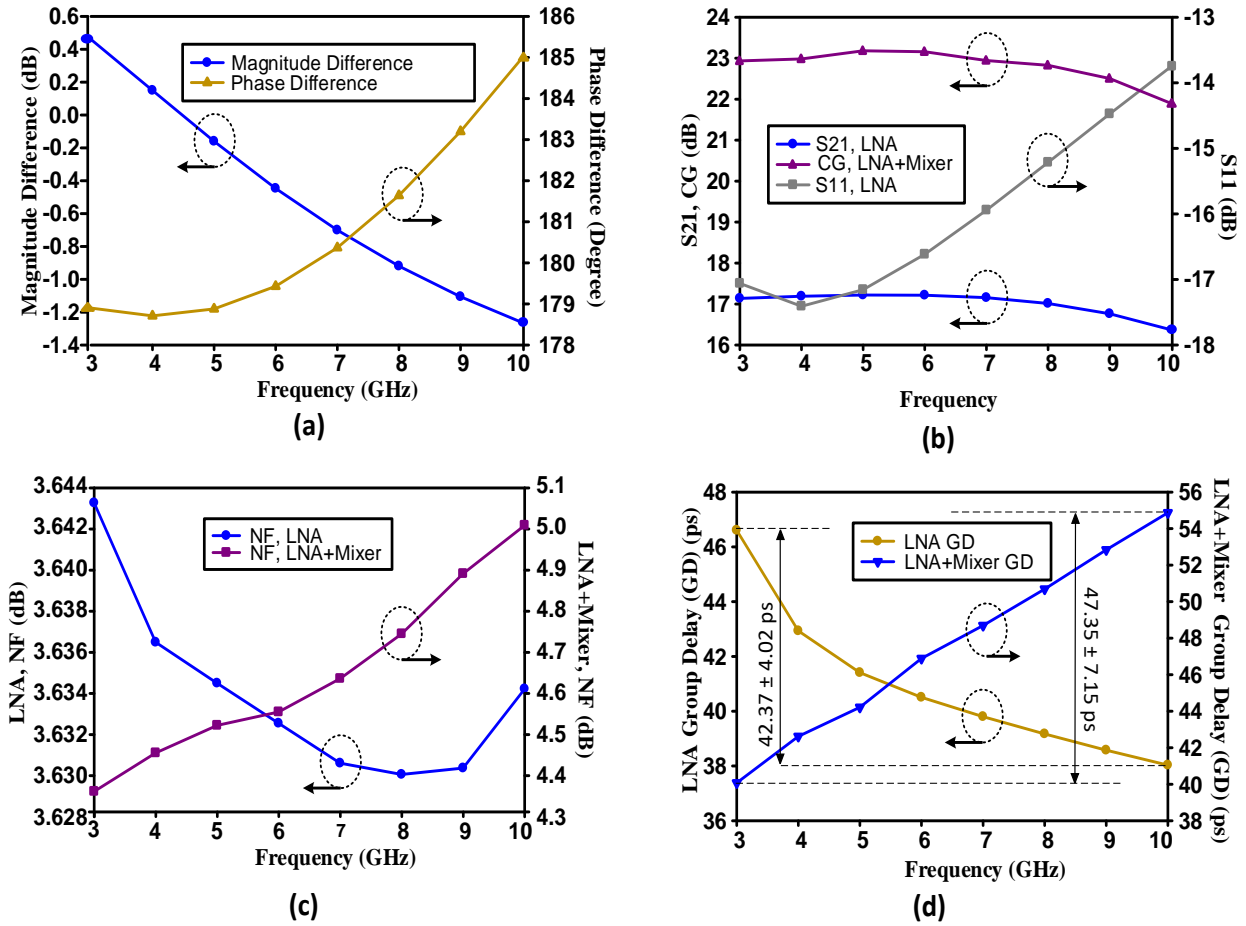 0.6
0.4
0.2
0.0
-0.2
-0.4
-0.6
-0.8
-1.0
-1.2
-1.4
Magnitude Difference (dB)
Magnitude Difference
Phase Difference
186
185
184
183
182
181
180
179
178
Phase Difference (Degree)
3 4 5 6 7 8 9 10
Frequency (GHz)
(a)
24
23
22
21
20
19
18
17
16
S21, CG (dB)
S21, LNA
CG, LNA+Mixer
S11, LNA
-13
-14
-15
-16
-17
-18
S11 (dB)
3 4 5 6 7 8 9 10
Frequency
(b)
3.644
3.642
3.640
3.638
3.636
3.634
3.632
3.630
3.628
LNA, NF (dB)
NF, LNA
NF, LNA+Mixer
5.1
5.0
4.9
4.8
4.7
4.6
4.5
4.4
4.3
LNA+Mixer, NF (dB)
3 4 5 6 7 8 9 10
Frequency (GHz)
(c)
48
47
46
44
43
42
41
40
39
38
36
LNA Group Delay (GD) (ps)
LNA GD
LNA+Mixer GD
42.37 ± 4.02 ps
47.35 ± 7.15 ps
56
54
52
50
48
46
44
42
41
40
38
LNA+Mixer Group Delay (GD) (ps)
3 4 5 6 7 8 9 10
Frequency (GHz)
(d)